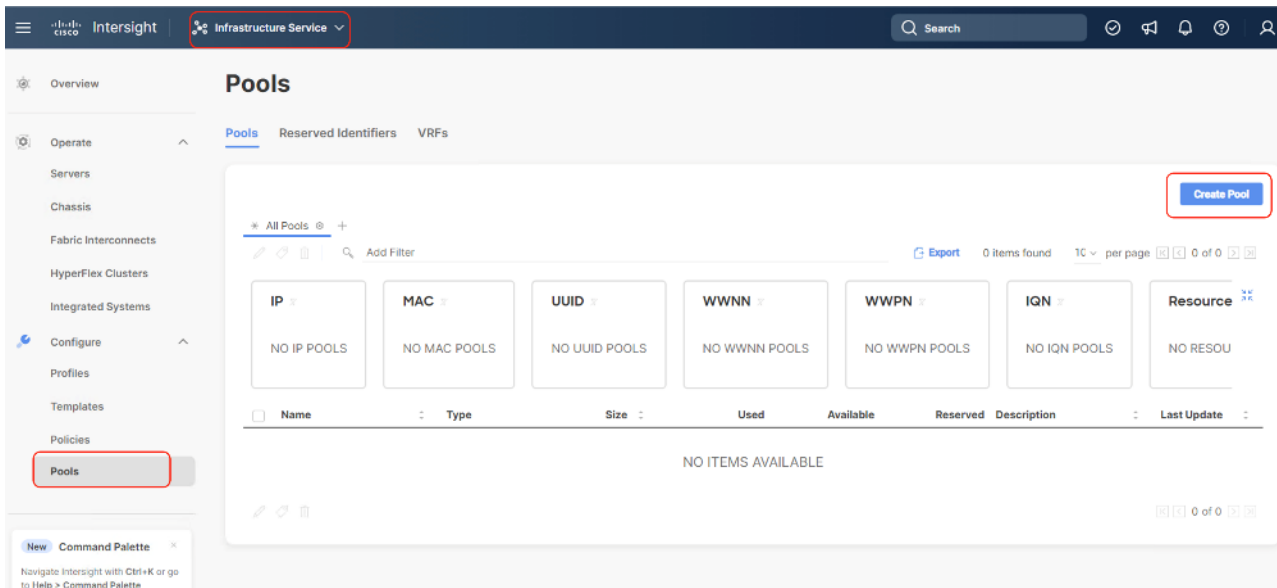 CISCO Intersight Infrastructure Service Search
Overview
Pools
Operate
Pools Reserved Identifiers VRFs
Servers
Create Pool
Chassis
All Pools
Fabric Interconnects
Add Filter Export 0 items found 10 per page 0 of 0
HyperFlex Clusters
IP MAC UUID WWNN WWPN IQN Resource
Integrated Systems
Configure
NO IP POOLS NO MAC POOLS NO UUID POOLS NO WWNN POOLS NO WWPN POOLS NO IQN POOLS NO RESOU
Profiles
Templates
Name Type Size Used Available Reserved Description Last Update
Policies
NO ITEMS AVAILABLE
Pools
0 of 0
New Command Palette
Navigate Intersight with Ctrl+K or go
to Help > Command Palette